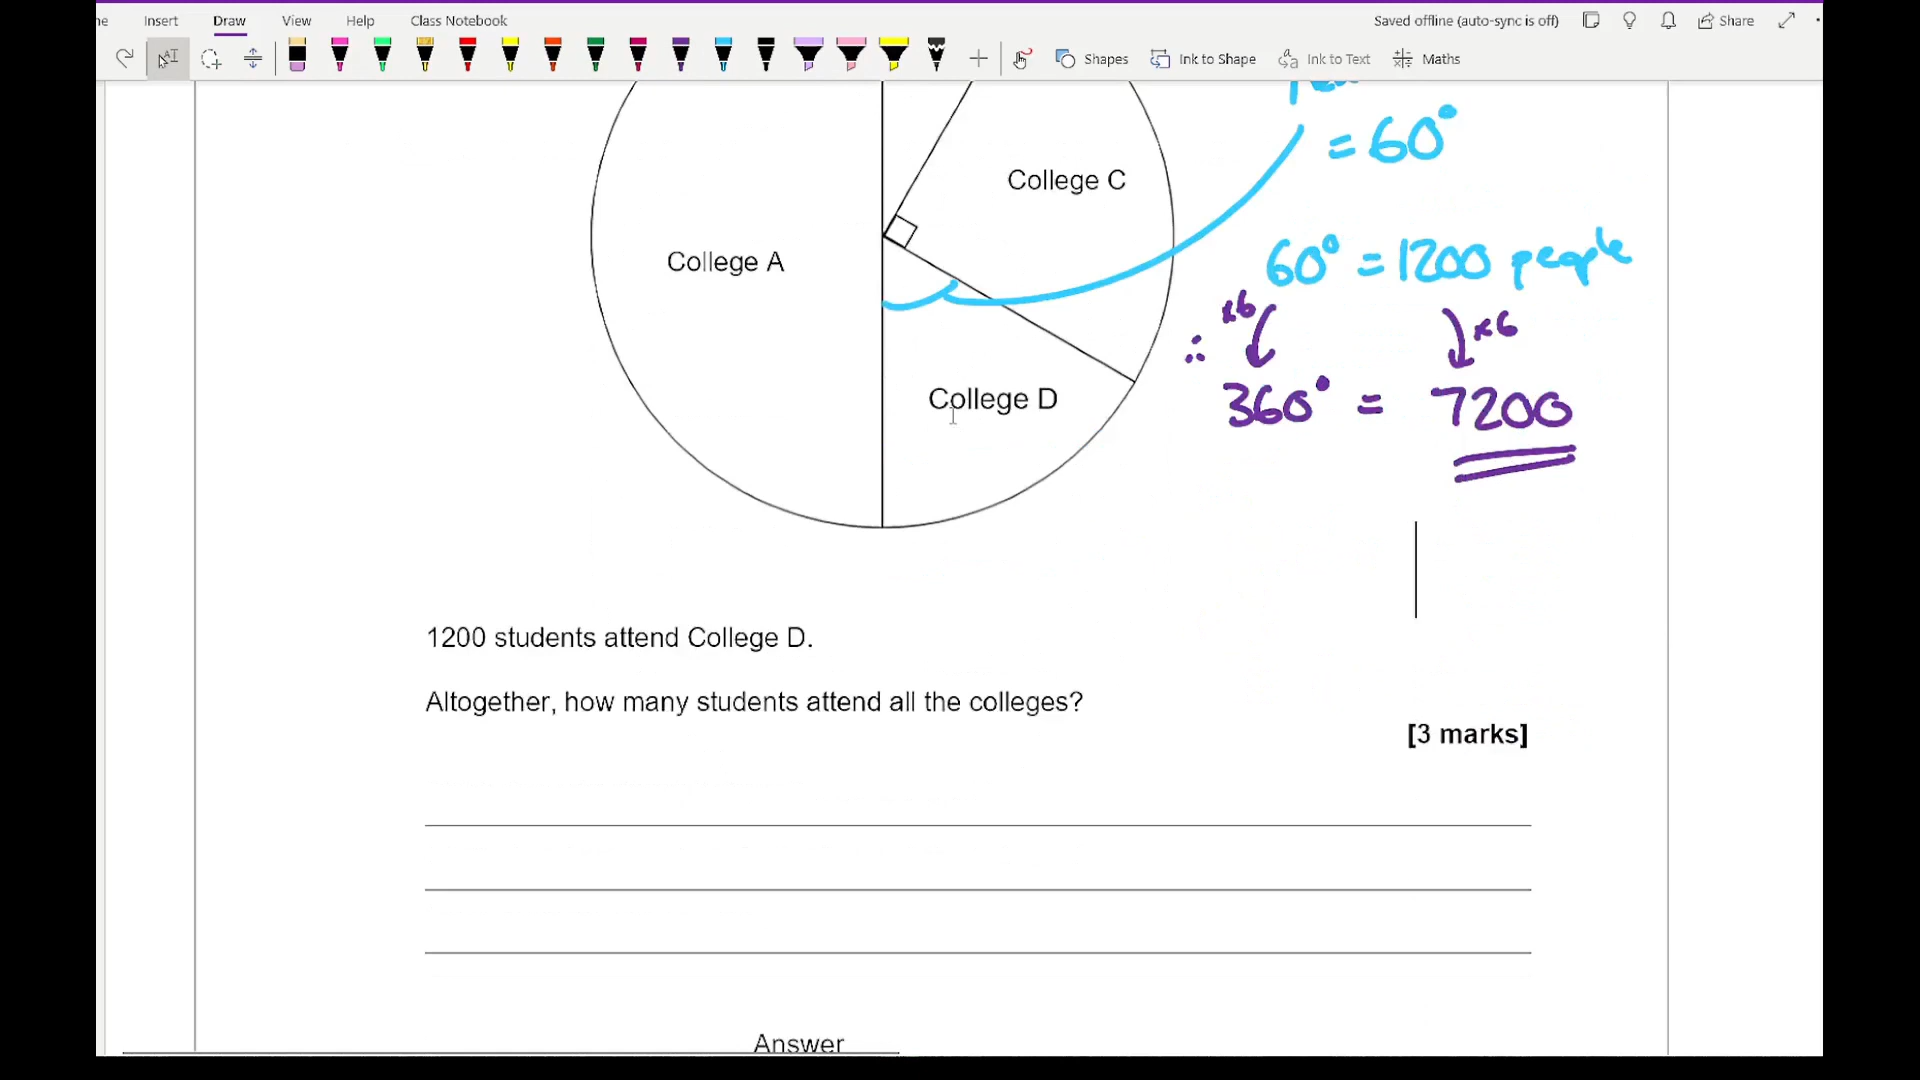 Insert Draw View Help Class Notebook Saved offline (auto-sync is off) Share
Shapes Ink to Shape Ink to Text Maths
= 60°
College C
College A
60° = 1200 people
×6 ×6
∴ 360° = 7200
College D
1200 students attend College D.
Altogether, how many students attend all the colleges?
[3 marks]
Answer